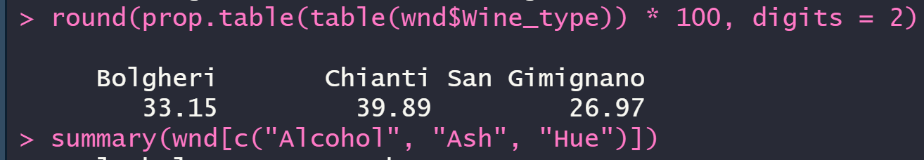 > round(prop.table(table(wnd$Wine_type)) * 100, digits = 2)
Bolgheri Chianti San Gimignano
33.15 39.89 26.97
> summary(wnd[c("Alcohol", "Ash", "Hue")])